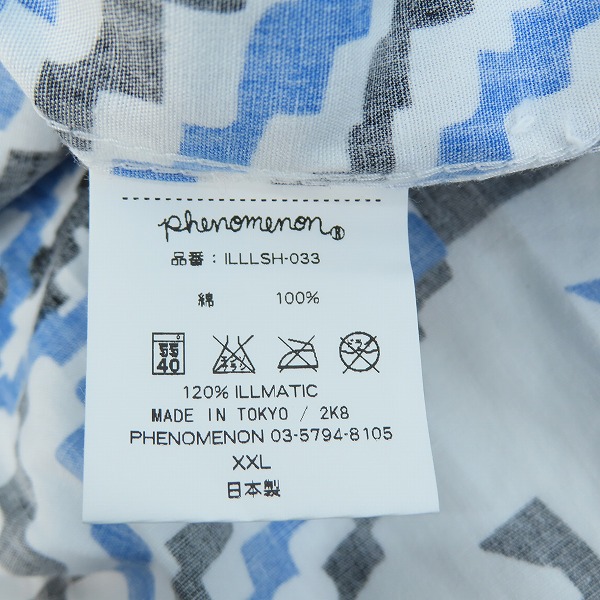 phenomenon®
品番：ILLLSH-033
綿 100%
40
120% ILLMATIC
MADE IN TOKYO / 2K8
PHENOMENON 03-5794-8105
XXL
日本製